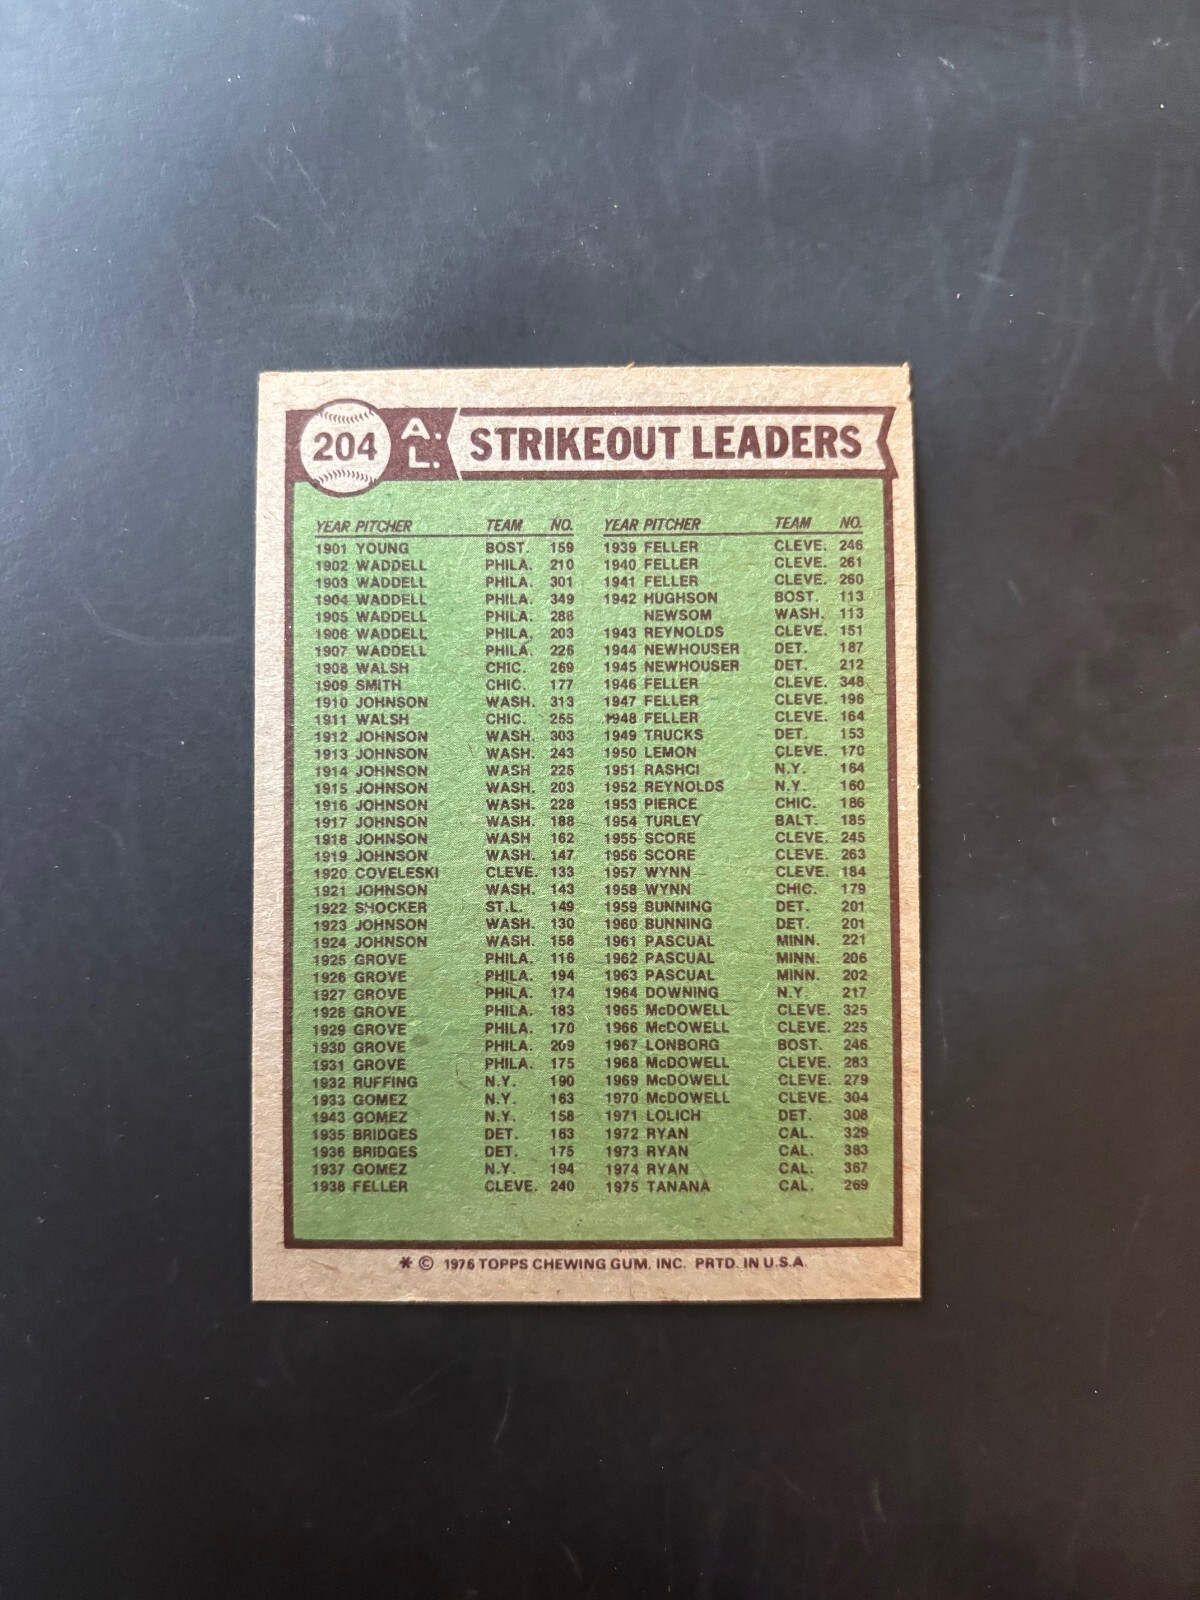 204 A. L. STRIKEOUT LEADERS
YEAR PITCHER TEAM NO.
1901 YOUNG BOST. 159
1902 WADDELL PHILA. 210
1903 WADDELL PHILA. 301
1904 WADDELL PHILA. 349
1905 WADDELL PHILA. 286
1906 WADDELL PHILA. 203
1907 WADDELL PHILA. 226
1908 WALSH CHIC. 269
1909 SMITH CHIC. 177
1910 JOHNSON WASH. 313
1911 WALSH CHIC. 255
1912 JOHNSON WASH. 303
1913 JOHNSON WASH. 243
1914 JOHNSON WASH 225
1915 JOHNSON WASH. 203
1916 JOHNSON WASH. 228
1917 JOHNSON WASH. 188
1918 JOHNSON WASH 162
1919 JOHNSON WASH. 147
1920 COVELESKI CLEVE. 133
1921 JOHNSON WASH. 143
1922 SHOCKER ST.L. 149
1923 JOHNSON WASH. 130
1924 JOHNSON WASH. 158
1925 GROVE PHILA. 116
1926 GROVE PHILA. 194
1927 GROVE PHILA. 174
1928 GROVE PHILA. 183
1929 GROVE PHILA. 170
1930 GROVE PHILA. 209
1931 GROVE PHILA. 175
1932 RUFFING N.Y. 190
1933 GOMEZ N.Y. 163
1943 GOMEZ N.Y. 158
1935 BRIDGES DET. 163
1936 BRIDGES DET. 175
1937 GOMEZ N.Y. 194
1938 FELLER CLEVE. 240
YEAR PITCHER TEAM NO.
1939 FELLER CLEVE. 246
1940 FELLER CLEVE. 261
1941 FELLER CLEVE. 260
1942 HUGHSON BOST. 113
NEWSOM WASH. 113
1943 REYNOLDS CLEVE. 151
1944 NEWHOUSER DET. 187
1945 NEWHOUSER DET. 212
1946 FELLER CLEVE. 348
1947 FELLER CLEVE. 196
1948 FELLER CLEVE. 164
1949 TRUCKS DET. 153
1950 LEMON CLEVE. 170
1951 RASHCI N.Y. 164
1952 REYNOLDS N.Y. 160
1953 PIERCE CHIC. 186
1954 TURLEY BALT. 185
1955 SCORE CLEVE. 245
1956 SCORE CLEVE. 263
1957 WYNN CLEVE. 184
1958 WYNN CHIC. 179
1959 BUNNING DET. 201
1960 BUNNING DET. 201
1961 PASCUAL MINN. 221
1962 PASCUAL MINN. 206
1963 PASCUAL MINN. 202
1964 DOWNING N.Y 217
1965 McDOWELL CLEVE. 325
1966 McDOWELL CLEVE. 225
1967 LONBORG BOST. 246
1968 McDOWELL CLEVE. 283
1969 McDOWELL CLEVE. 279
1970 McDOWELL CLEVE. 304
1971 LOLICH DET. 308
1972 RYAN CAL. 329
1973 RYAN CAL. 383
1974 RYAN CAL. 367
1975 TANANA CAL. 269
* © 1976 TOPPS CHEWING GUM, INC. PRTD. IN U.S.A.